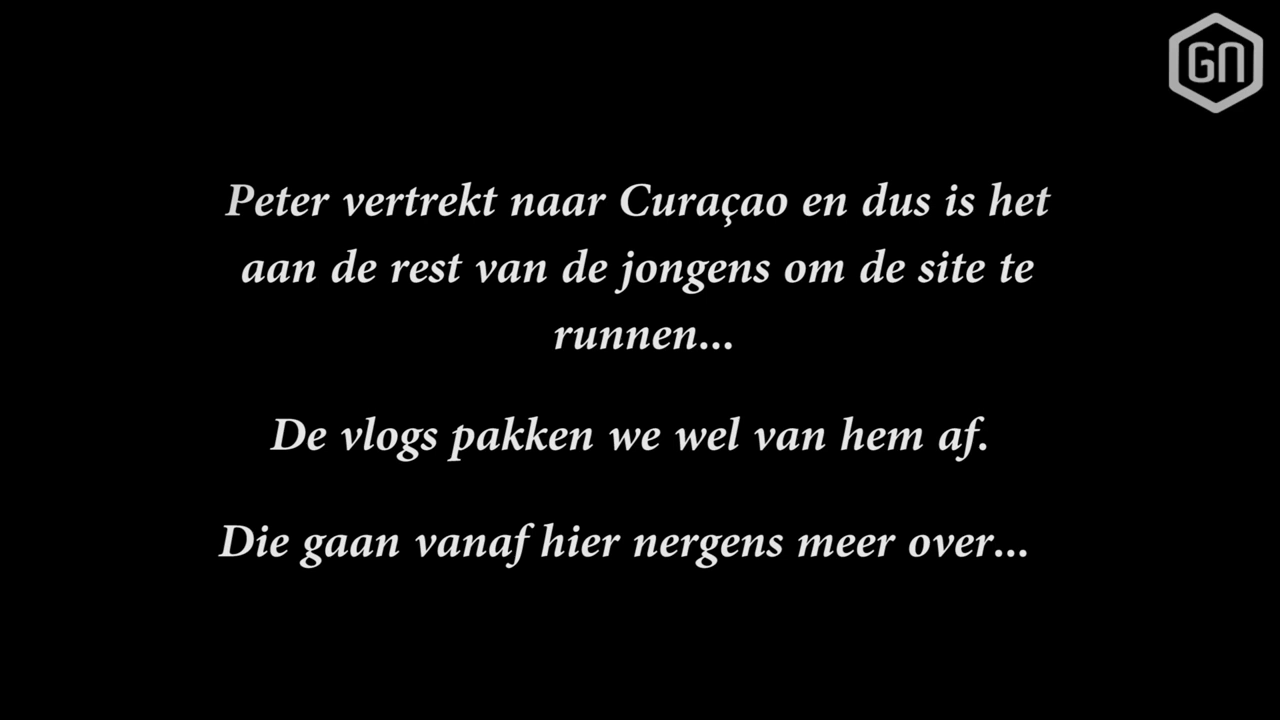 GN
Peter vertrekt naar Curaçao en dus is het
aan de rest van de jongens om de site te
runnen...
De vlogs pakken we wel van hem af.
Die gaan vanaf hier nergens meer over...